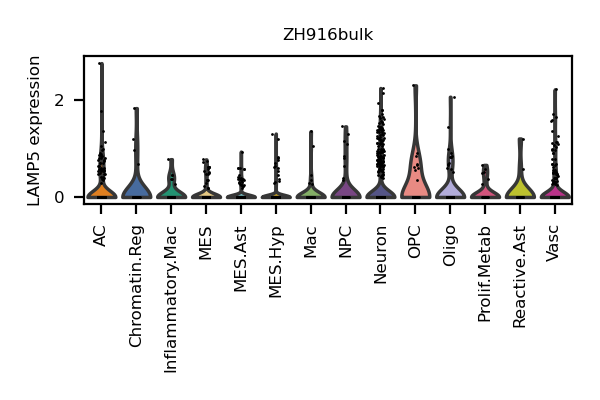 ZH916bulk
LAMP5 expression
2
0
AC
Chromatin.Reg
Inflammatory.Mac
MES
MES.Ast
MES.Hyp
Mac
NPC
Neuron
OPC
Oligo
Prolif.Metab
Reactive.Ast
Vasc